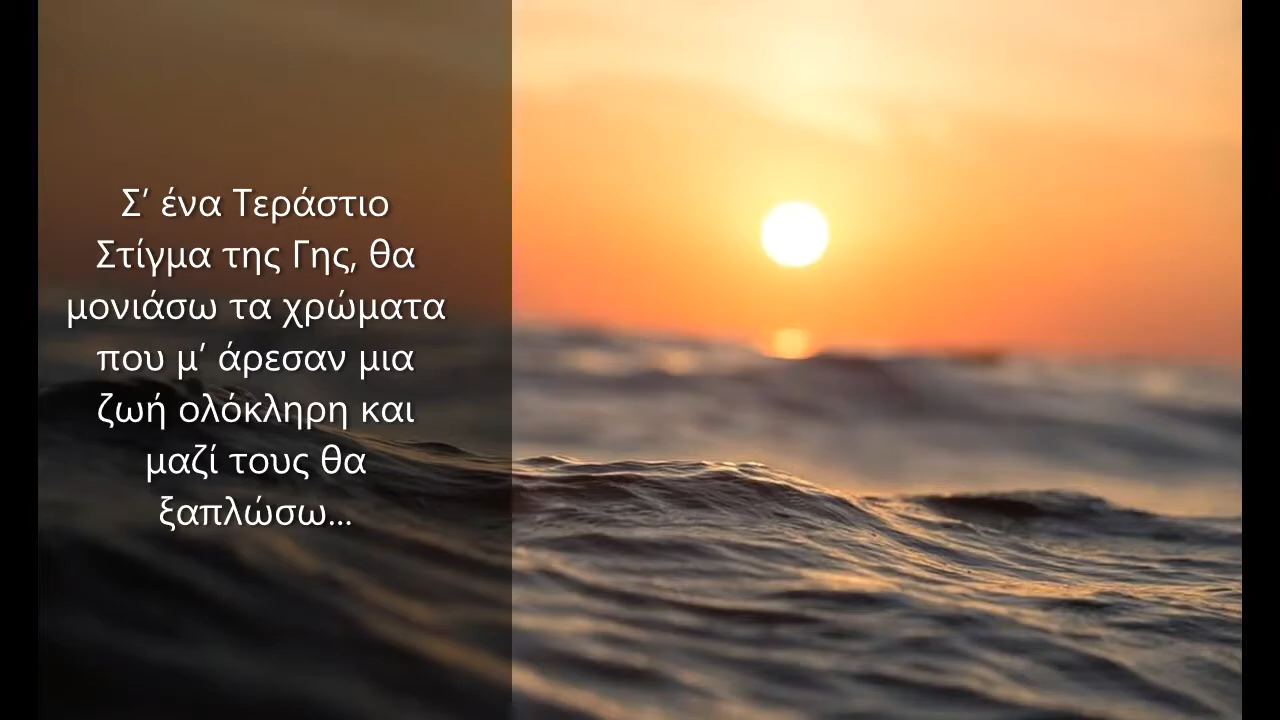 Σ’ ένα Τεράστιο
Στίγμα της Γης, θα
μονιάσω τα χρώματα
που μ’ άρεσαν μια
ζωή ολόκληρη και
μαζί τους θα
ξαπλώσω...